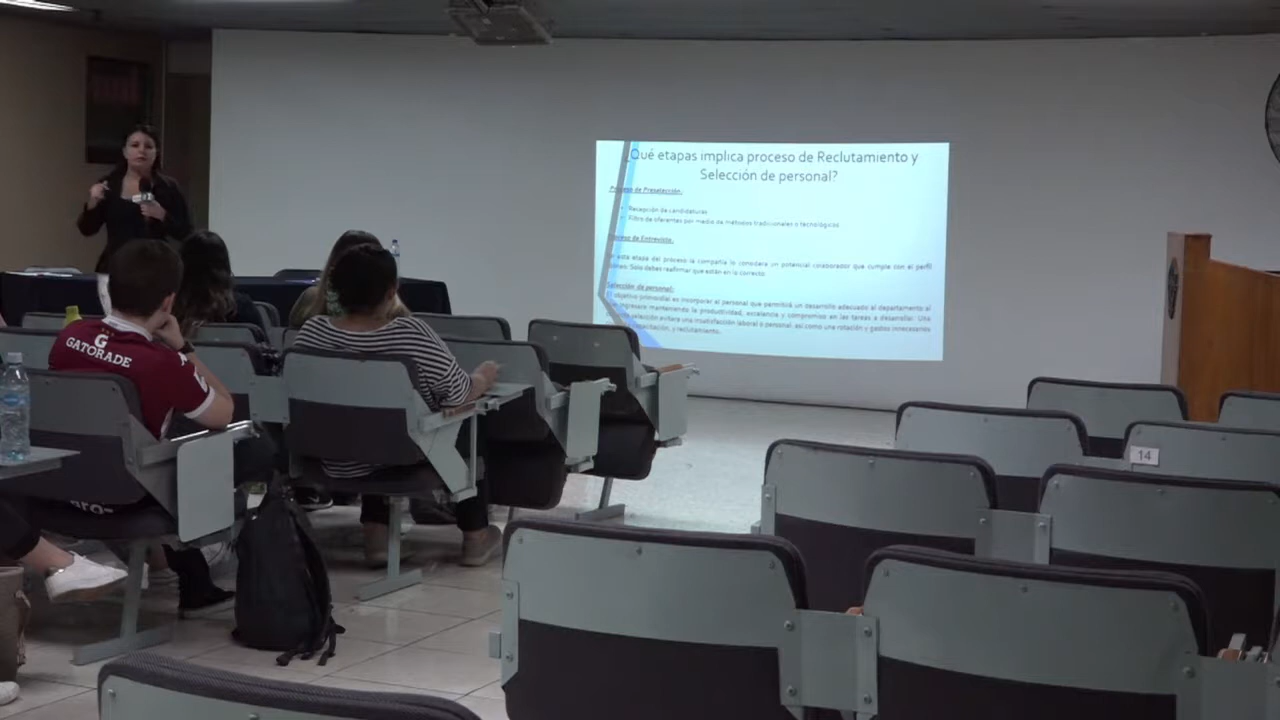 ¿Qué etapas implica proceso de Reclutamiento y
Selección de personal?
Proceso de Preselección:
Recepción de candidaturas
Filtro de oferentes por medio de métodos tradicionales o tecnológicos
Proceso de Entrevista:
esta etapa del proceso la compañía lo considera un potencial colaborador que cumple con el perfil
Solo debes reafirmar que están en lo correcto
Selección de personal:
El objetivo primordial es incorporar al personal que permitirá un desarrollo adecuado al departamento al
ingresará manteniendo la productividad, excelencia y compromiso en las tareas a desarrollar. Una
selección evitara una insatisfacción laboral o personal, así como una rotación y gastos innecesarios
capacitación, y reclutamiento.
G
GATORADE
14